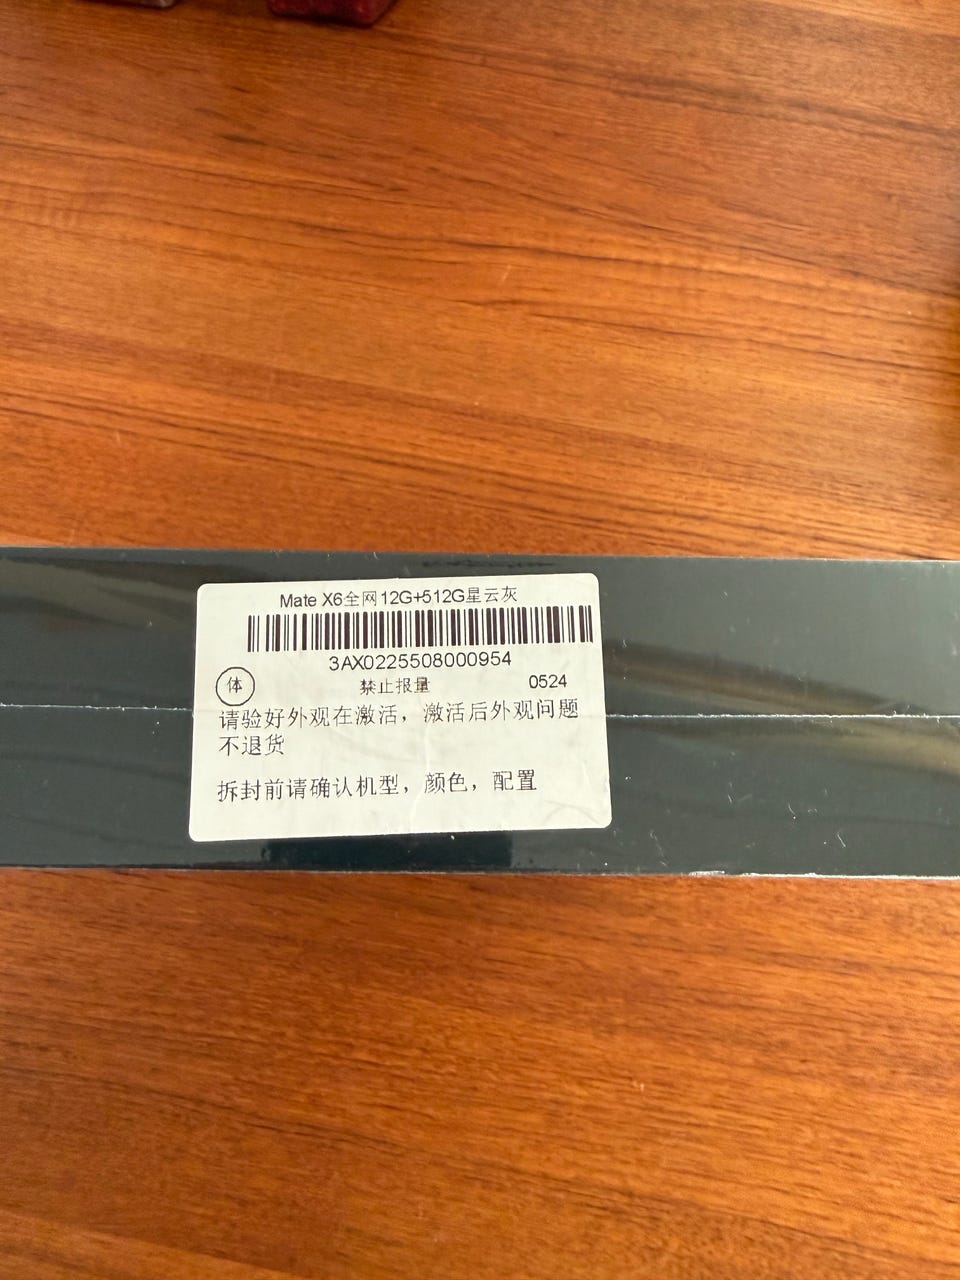 Mate X6全网12G+512G星云灰
3AX0225508000954
体 禁止报量 0524
请验好外观在激活，激活后外观问题
不退货
拆封前请确认机型，颜色，配置